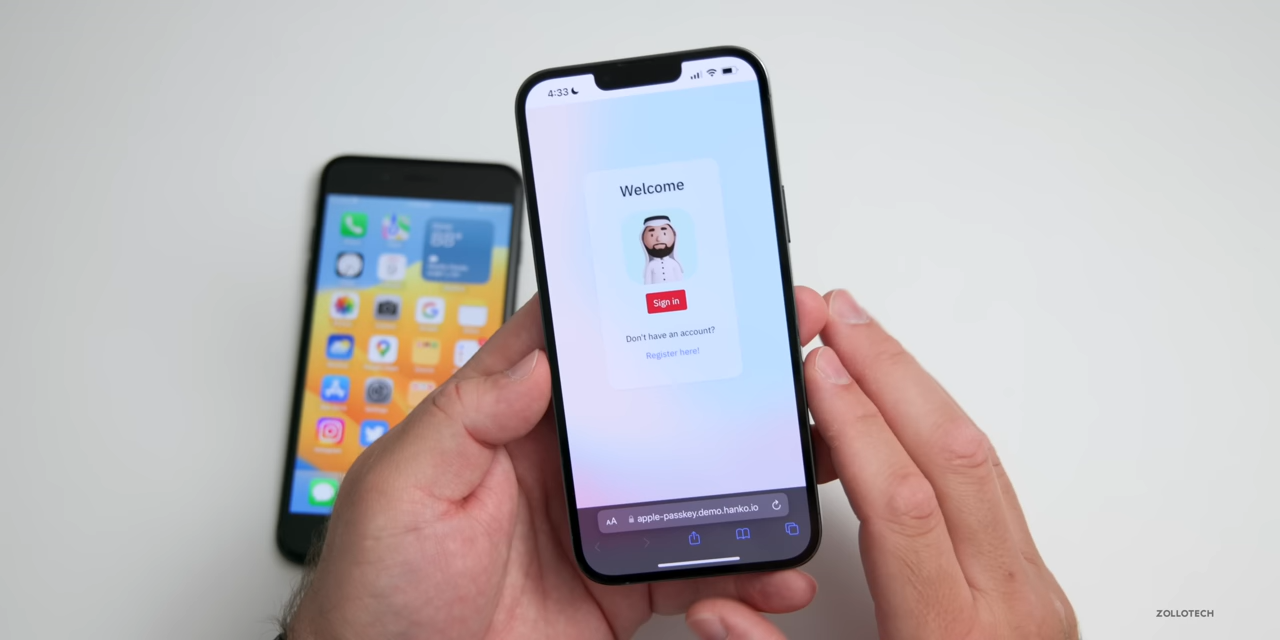 4:33
Welcome
Sign in
Don't have an account?
Register here!
AA apple-passkey.demo.hanko.io
ZOLLOTECH